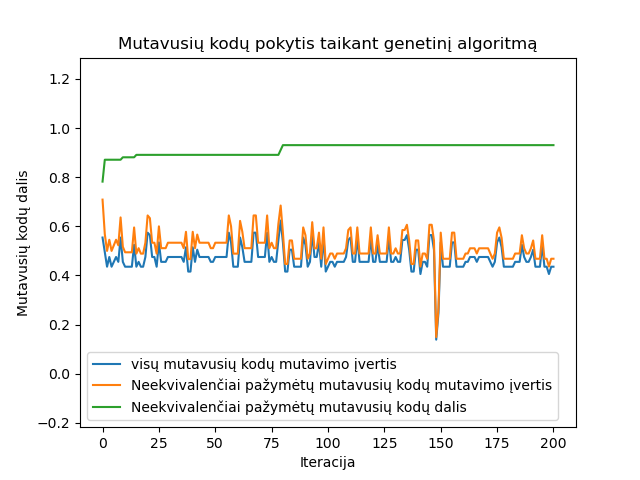 Mutavusių kodų pokytis taikant genetinį algoritmą
Mutavusių kodų dalis
1.2
1.0
0.8
0.6
0.4
0.2
0.0
−0.2
visų mutavusių kodų mutavimo įvertis
Neekvivalenčiai pažymėtų mutavusių kodų mutavimo įvertis
Neekvivalenčiai pažymėtų mutavusių kodų dalis
0 25 50 75 100 125 150 175 200
Iteracija